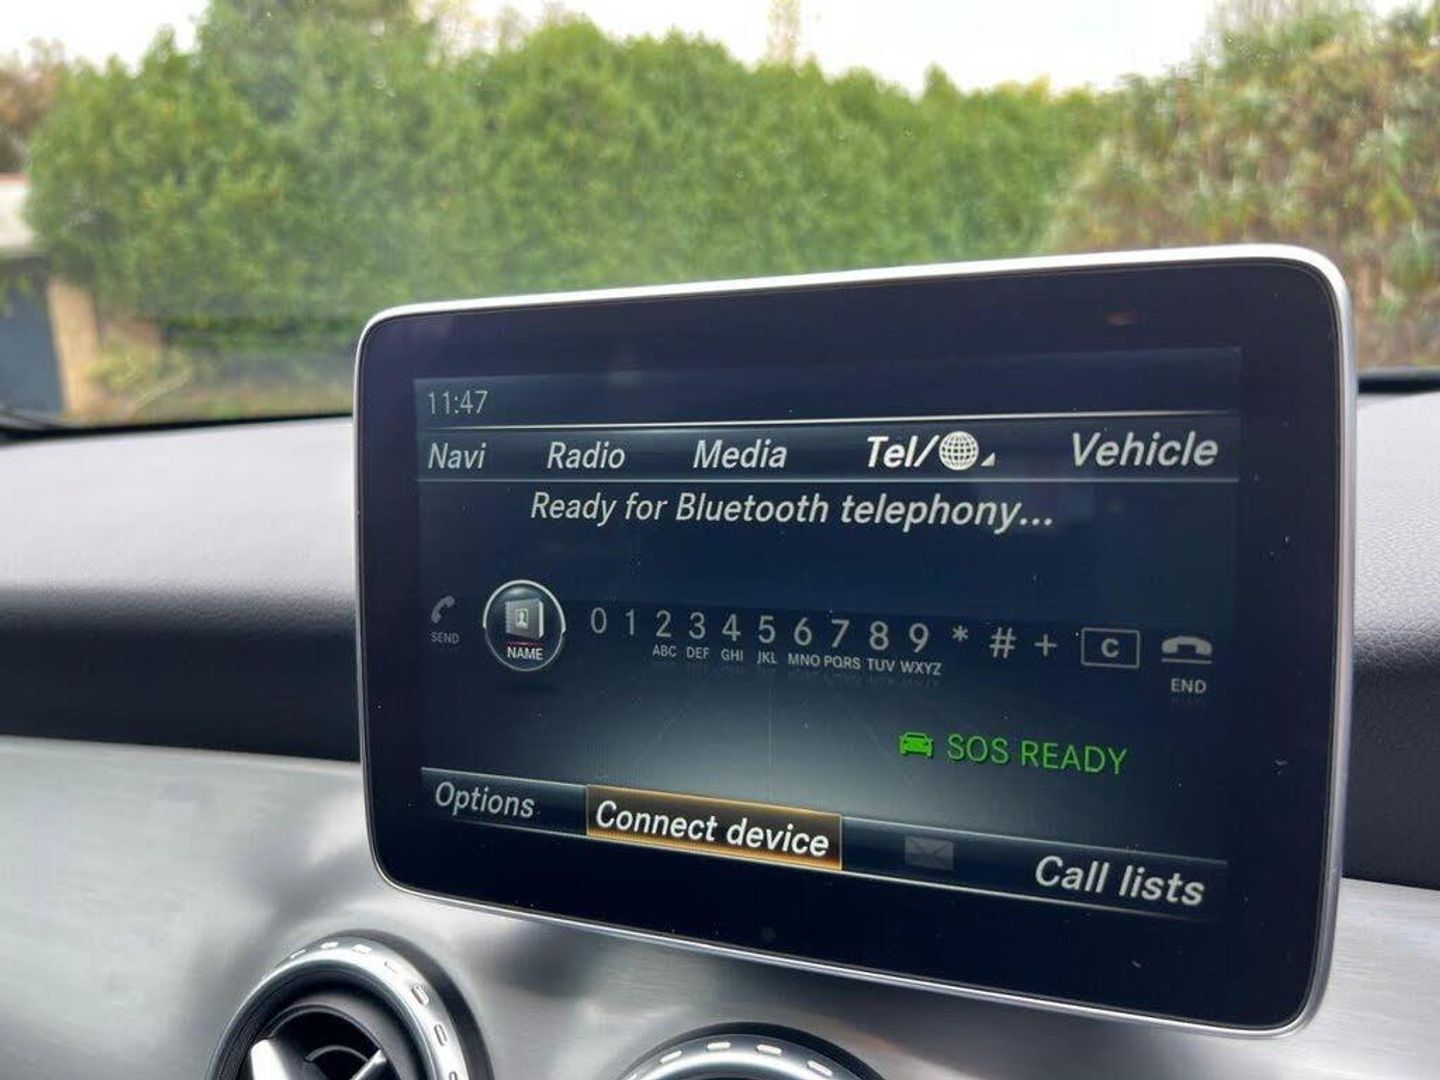 11:47
Navi Radio Media Tel/ Vehicle
Ready for Bluetooth telephony...
SEND NAME 0 1 2 3 4 5 6 7 8 9 * # + C END
ABC DEF GHI JKL MNO PQRS TUV WXYZ
SOS READY
Options Connect device Call lists